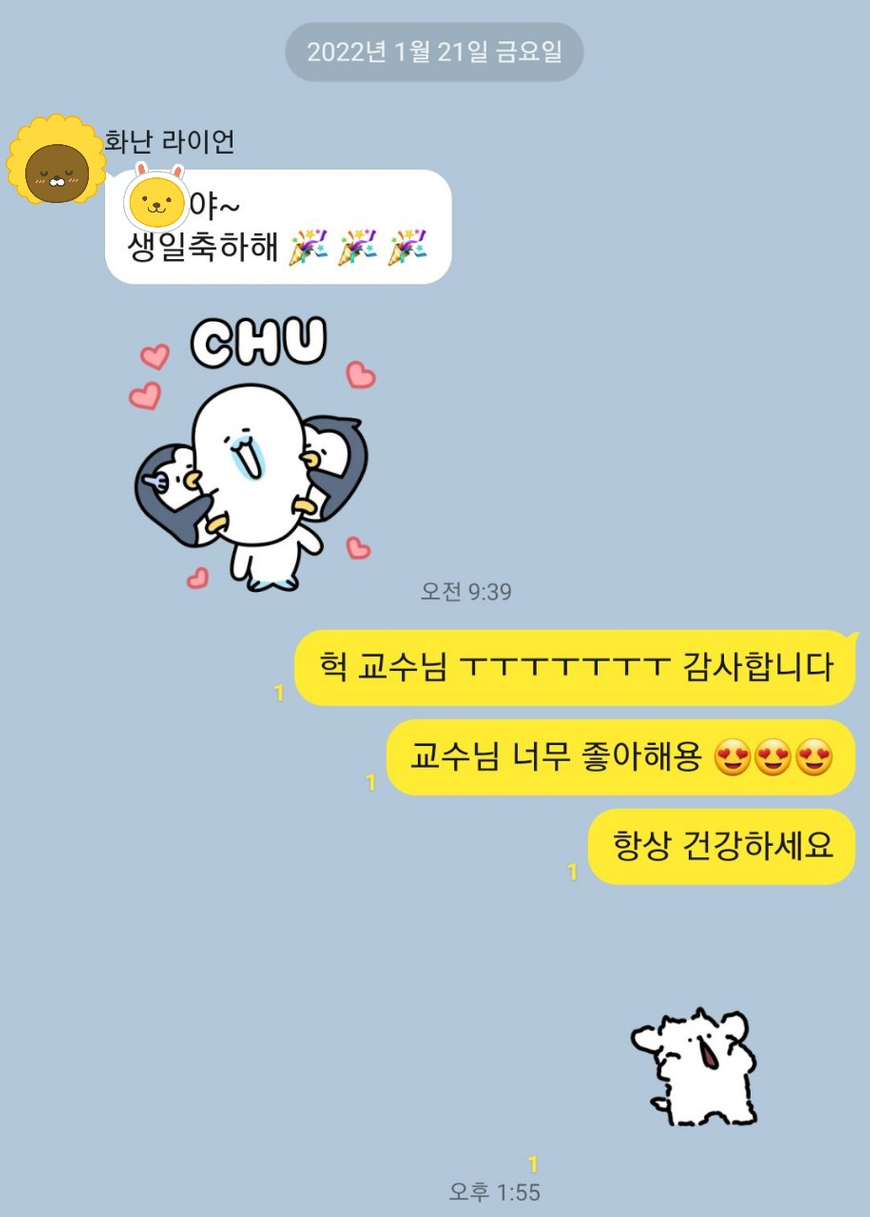 2022년 1월 21일 금요일
화난 라이언
야~
생일축하해 🎉 🎉 🎉
CHU
오전 9:39
헉 교수님 ㅜㅜㅜㅜㅜㅜㅜ 감사합니다
1
교수님 너무 좋아해용 😍😍😍
1
항상 건강하세요
1
1
오후 1:55